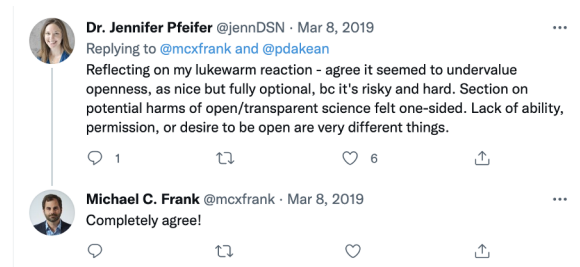 Dr. Jennifer Pfeifer @jennDSN · Mar 8, 2019
Replying to @mcxfrank and @pdakean
Reflecting on my lukewarm reaction - agree it seemed to undervalue
openness, as nice but fully optional, bc it's risky and hard. Section on
potential harms of open/transparent science felt one-sided. Lack of ability,
permission, or desire to be open are very different things.
1 6
Michael C. Frank @mcxfrank · Mar 8, 2019
Completely agree!